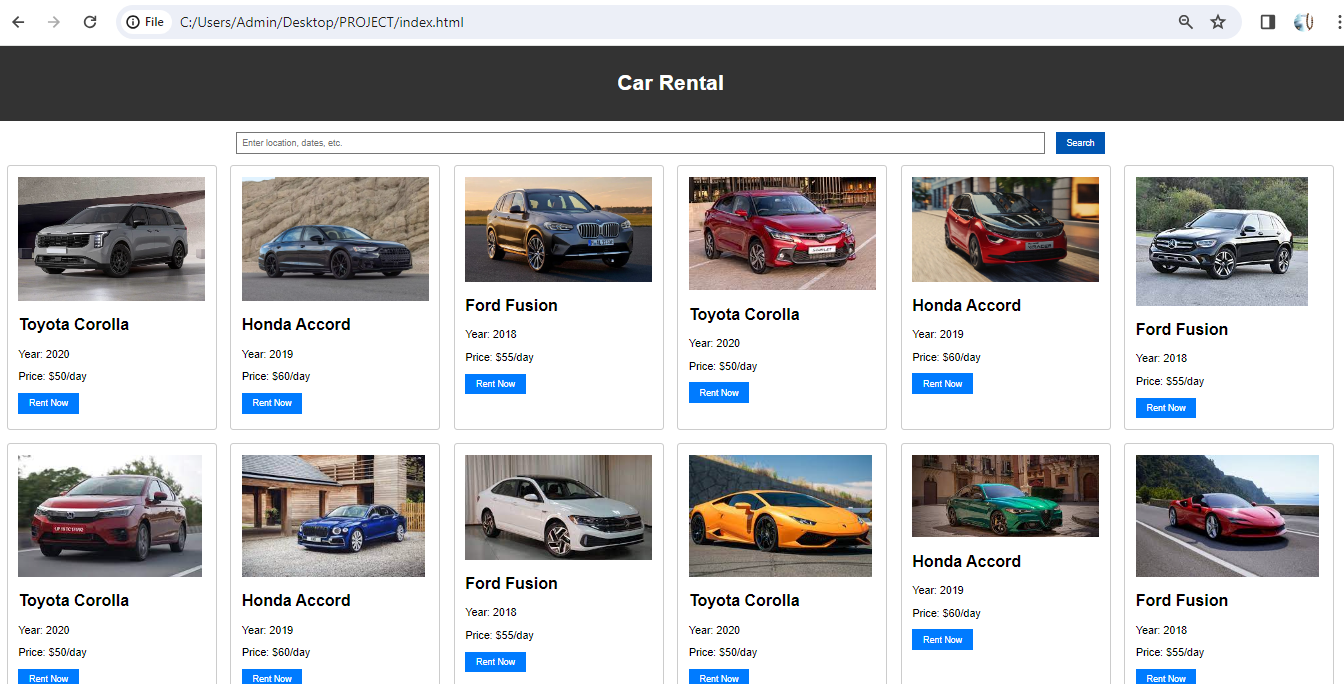 File
C:/Users/Admin/Desktop/PROJECT/index.html
Car Rental
Enter location, dates, etc.
Search
Toyota Corolla
Year: 2020
Price: $50/day
Rent Now
Honda Accord
Year: 2019
Price: $60/day
Rent Now
Ford Fusion
Year: 2018
Price: $55/day
Rent Now
Toyota Corolla
Year: 2020
Price: $50/day
Rent Now
Honda Accord
Year: 2019
Price: $60/day
Rent Now
Ford Fusion
Year: 2018
Price: $55/day
Rent Now
Toyota Corolla
Year: 2020
Price: $50/day
Rent Now
Honda Accord
Year: 2019
Price: $60/day
Rent Now
Ford Fusion
Year: 2018
Price: $55/day
Rent Now
Toyota Corolla
Year: 2020
Price: $50/day
Rent Now
Honda Accord
Year: 2019
Price: $60/day
Rent Now
Ford Fusion
Year: 2018
Price: $55/day
Rent Now